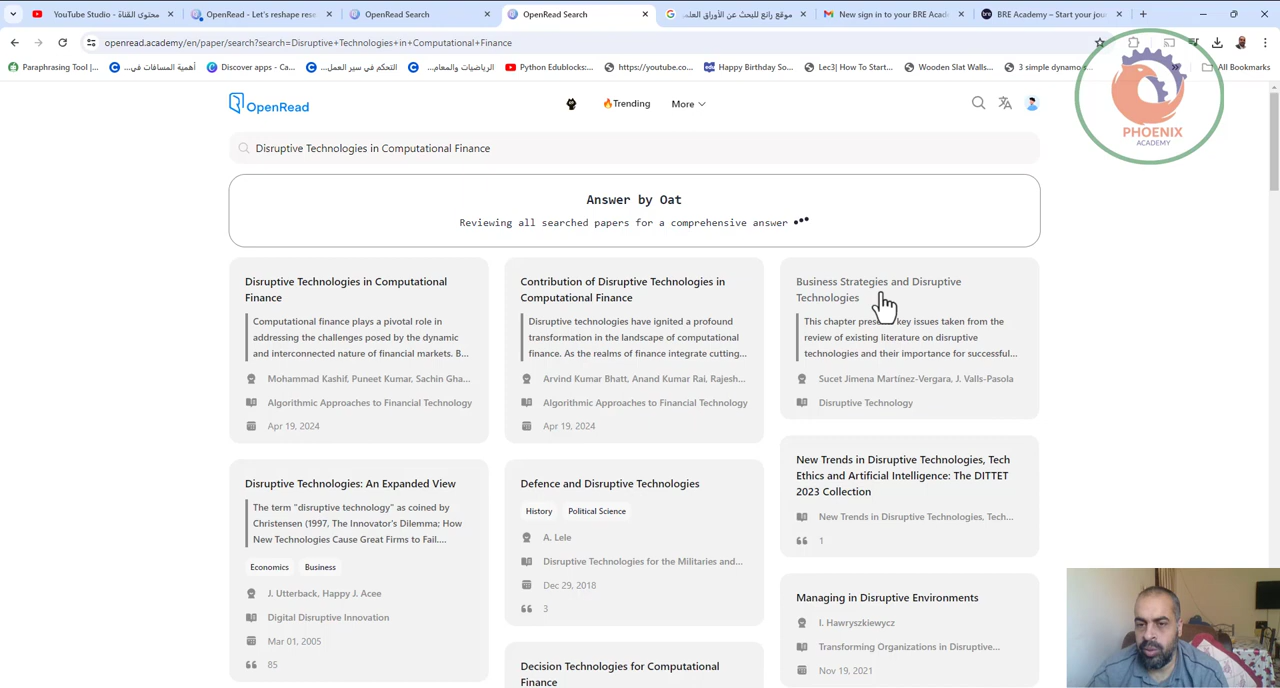 YouTube Studio - محتوى القناة
OpenRead - Let's reshape rese
OpenRead Search
OpenRead Search
موقع رائع للبحث عن الأوراق العلم
New sign in to your BRE Acade
BRE Academy – Start your jou
openread.academy/en/paper/search?search=Disruptive+Technologies+in+Computational+Finance
Paraphrasing Tool |...
أهمية المسافات في...
Discover apps - Ca...
التحكم في سير العمل...
الرياضيات والمت...
Python Edublocks:...
https://youtube.co...
Happy Birthday So...
Lec3| How To Start...
Wooden Slat Walls...
3 simple dynamo s
All Bookmarks
OpenRead
🔥Trending
More
PHOENIX
ACADEMY
Disruptive Technologies in Computational Finance
Answer by Oat
Reviewing all searched papers for a comprehensive answer
Disruptive Technologies in Computational
Finance
Computational finance plays a pivotal role in
addressing the challenges posed by the dynamic
and interconnected nature of financial markets. B...
Mohammad Kashif, Puneet Kumar, Sachin Gha...
Algorithmic Approaches to Financial Technology
Apr 19, 2024
Contribution of Disruptive Technologies in
Computational Finance
Disruptive technologies have ignited a profound
transformation in the landscape of computational
finance. As the realms of finance integrate cutting...
Arvind Kumar Bhatt, Anand Kumar Rai, Rajesh...
Algorithmic Approaches to Financial Technology
Apr 19, 2024
Business Strategies and Disruptive
Technologies
This chapter prese key issues taken from the
review of existing literature on disruptive
technologies and their importance for successful...
Sucet Jimena Martínez-Vergara, J. Valls-Pasola
Disruptive Technology
Disruptive Technologies: An Expanded View
The term "disruptive technology" as coined by
Christensen (1997, The Innovator's Dilemma; How
New Technologies Cause Great Firms to Fail....
Economics
Business
J. Utterback, Happy J. Acee
Digital Disruptive Innovation
Mar 01, 2005
85
Defence and Disruptive Technologies
History
Political Science
A. Lele
Disruptive Technologies for the Militaries and...
Dec 29, 2018
3
Decision Technologies for Computational
Finance
New Trends in Disruptive Technologies, Tech
Ethics and Artificial Intelligence: The DITTET
2023 Collection
New Trends in Disruptive Technologies, Tech...
1
Managing in Disruptive Environments
I. Hawryszkiewycz
Transforming Organizations in Disruptive...
Nov 19, 2021